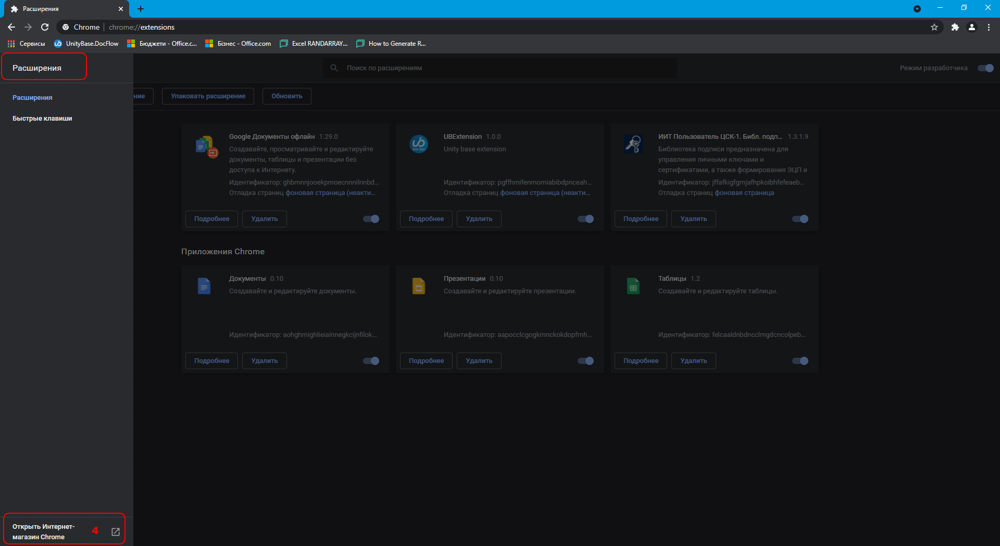 Расширения
Chrome chrome://extensions
Сервисы UnityBase.DocFlow Бюджети - Office.c... Бізнес - Office.com Excel RANDARRAY... How to Generate R...
Расширения
Поиск по расширениям
Режим разработчика
Расширения
Быстрые клавиши
ние Упаковать расширение Обновить
Google Документы офлайн 1.29.0
Создавайте, просматривайте и редактируйте
документы, таблицы и презентации без
доступа к Интернету.
Идентификатор: ghbmnnjooekpmoecnnnilnnbd...
Отладка страниц фоновая страница (неакти...
Подробнее Удалить
UBExtension 1.0.0
Unity base extension
Идентификатор: pgffhmifenmomiabibdpnceah...
Отладка страниц фоновая страница (неакти...
Подробнее Удалить
ИИТ Пользователь ЦСК-1. Библ. подп... 1.3.1.9
Библиотека подписи предназначена для
управления личными ключами и
сертификатами, а также формирования ЭЦП и
Идентификатор: jffafkigfgmjafhpkoibhfefeaeb...
Отладка страниц фоновая страница
Подробнее Удалить
Приложения Chrome
Документы 0.10
Создавайте и редактируйте документы.
Идентификатор: aohghmighlieiainnegkcijnfilok...
Подробнее Удалить
Презентации 0.10
Создавайте и редактируйте презентации.
Идентификатор: aapocclcgogkmnckokdopfmh...
Подробнее Удалить
Таблицы 1.2
Создавайте и редактируйте таблицы.
Идентификатор: felcaaldnbdncclmgdcncolpeb...
Подробнее Удалить
Открыть Интернет-
магазин Chrome 4